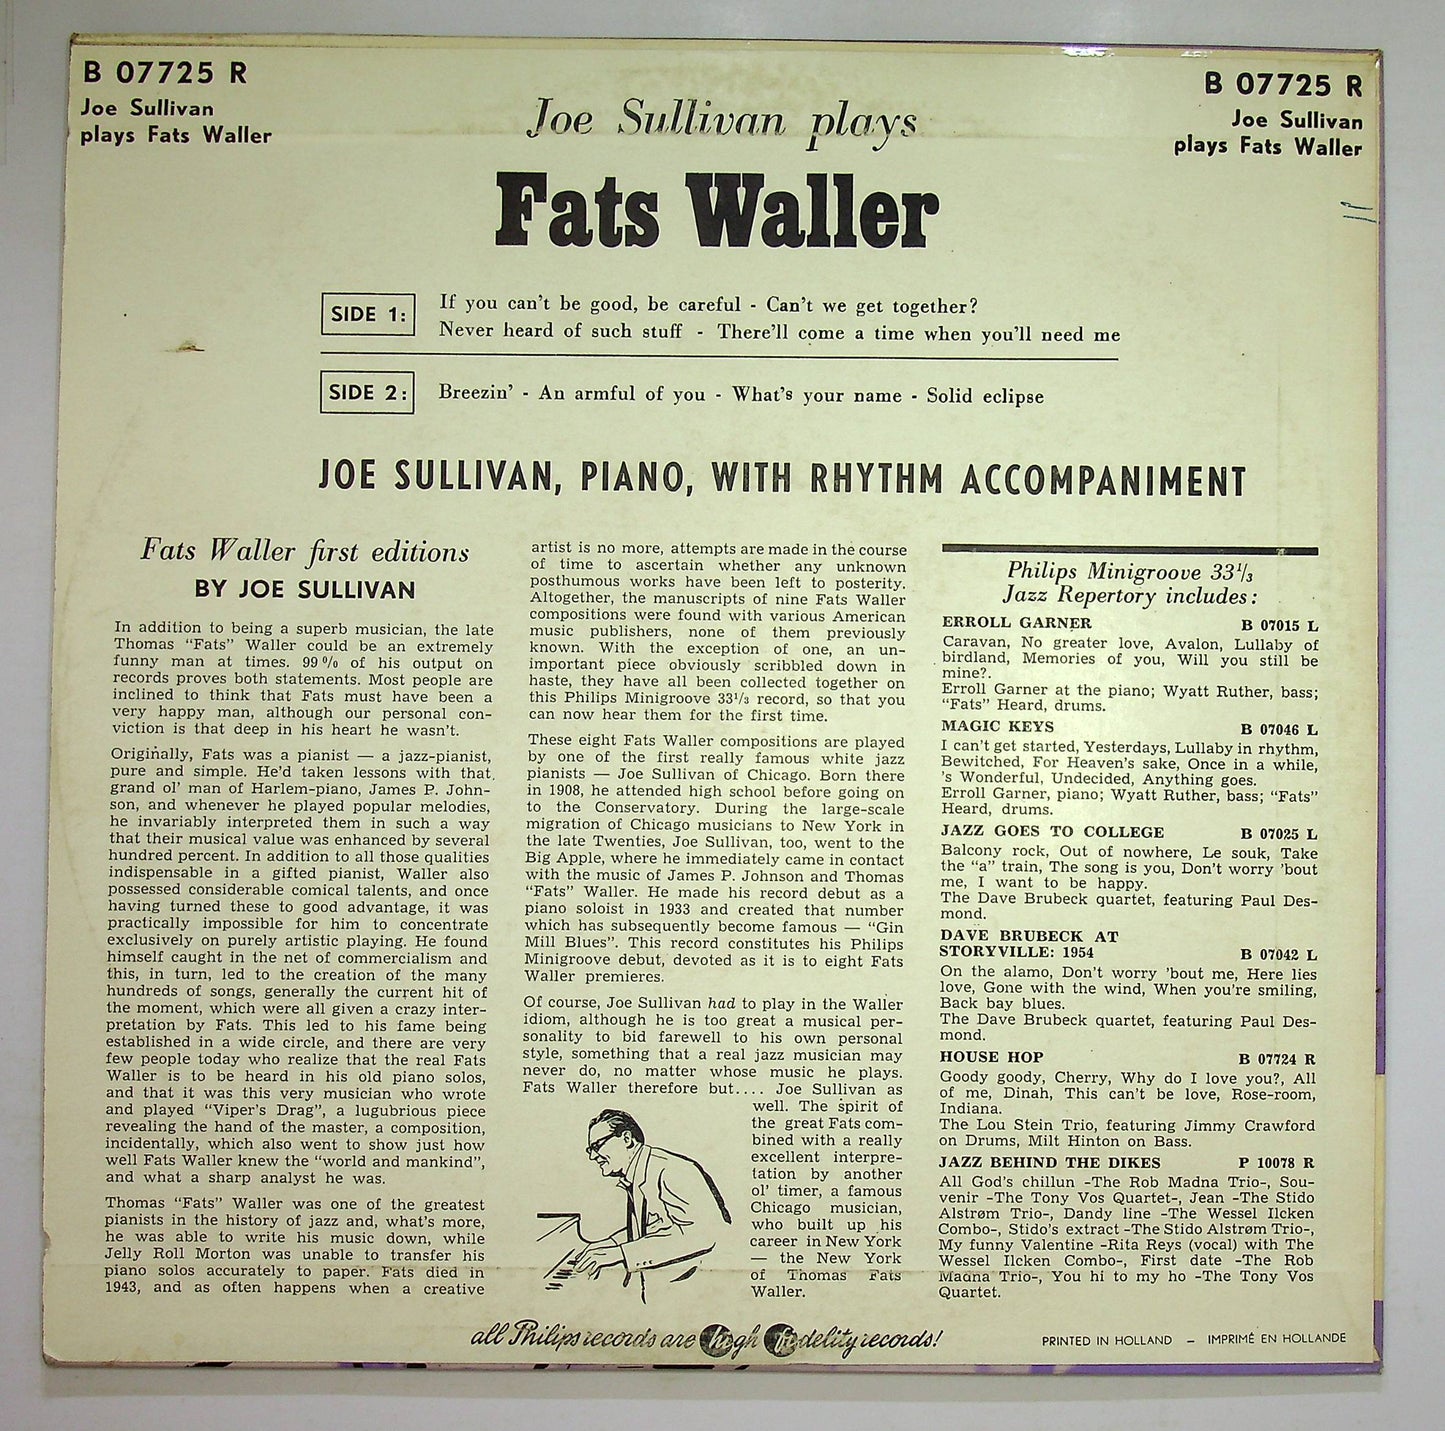 B 07725 R
Joe Sullivan
plays Fats Waller
B 07725 R
Joe Sullivan
plays Fats Waller
Joe Sullivan plays
Fats Waller
SIDE 1:
If you can't be good, be careful - Can't we get together?
Never heard of such stuff - There'll come a time when you'll need me
SIDE 2:
Breezin' - An armful of you - What's your name - Solid eclipse
JOE SULLIVAN, PIANO, WITH RHYTHM ACCOMPANIMENT
Fats Waller first editions
BY JOE SULLIVAN
In addition to being a superb musician, the late
Thomas "Fats" Waller could be an extremely
funny man at times. 99% of his output on
records proves both statements. Most people are
inclined to think that Fats must have been a
very happy man, although our personal con-
viction is that deep in his heart he wasn't.
Originally, Fats was a pianist — a jazz-pianist,
pure and simple. He'd taken lessons with that
grand ol' man of Harlem-piano, James P. John-
son, and whenever he played popular melodies,
he invariably interpreted them in such a way
that their musical value was enhanced by several
hundred percent. In addition to all those qualities
indispensable in a gifted pianist, Waller also
possessed considerable comical talents, and once
having turned these to good advantage, it was
practically impossible for him to concentrate
exclusively on purely artistic playing. He found
himself caught in the net of commercialism and
this, in turn, led to the creation of the many
hundreds of songs, generally the current hit of
the moment, which were all given a crazy inter-
pretation by Fats. This led to his fame being
established in a wide circle, and there are very
few people today who realize that the real Fats
Waller is to be heard in his old piano solos,
and that it was this very musician who wrote
and played "Viper's Drag", a lugubrious piece
revealing the hand of the master, a composition,
incidentally, which also went to show just how
well Fats Waller knew the "world and mankind",
and what a sharp analyst he was.
Thomas "Fats" Waller was one of the greatest
pianists in the history of jazz and, what's more,
he was able to write his music down, while
Jelly Roll Morton was unable to transfer his
piano solos accurately to paper. Fats died in
1943, and as often happens when a creative
artist is no more, attempts are made in the course
of time to ascertain whether any unknown
posthumous works have been left to posterity.
Altogether, the manuscripts of nine Fats Waller
compositions were found with various American
music publishers, none of them previously
known. With the exception of one, an un-
important piece obviously scribbled down in
haste, they have all been collected together on
this Philips Minigroove 33⅓ record, so that you
can now hear them for the first time.
These eight Fats Waller compositions are played
by one of the first really famous white jazz
pianists — Joe Sullivan of Chicago. Born there
in 1908, he attended high school before going on
to the Conservatory. During the large-scale
migration of Chicago musicians to New York in
the late Twenties, Joe Sullivan, too, went to the
Big Apple, where he immediately came in contact
with the music of James P. Johnson and Thomas
"Fats" Waller. He made his record debut as a
piano soloist in 1933 and created that number
which has subsequently become famous — "Gin
Mill Blues". This record constitutes his Philips
Minigroove debut, devoted as it is to eight Fats
Waller premieres.
Of course, Joe Sullivan had to play in the Waller
idiom, although he is too great a musical per-
sonality to bid farewell to his own personal
style, something that a real jazz musician may
never do, no matter whose music he plays.
Fats Waller therefore but.... Joe Sullivan as
well. The spirit of
the great Fats com-
bined with a really
excellent interpre-
tation by another
ol' timer, a famous
Chicago musician,
who built up his
career in New York
— the New York
of Thomas Fats
Waller.
Philips Minigroove 33⅓
Jazz Repertory includes:
ERROLL GARNER B 07015 L
Caravan, No greater love, Avalon, Lullaby of
birdland, Memories of you, Will you still be
mine?.
Erroll Garner at the piano; Wyatt Ruther, bass;
"Fats" Heard, drums.
MAGIC KEYS B 07046 L
I can't get started, Yesterdays, Lullaby in rhythm,
Bewitched, For Heaven's sake, Once in a while,
's Wonderful, Undecided, Anything goes.
Erroll Garner, piano; Wyatt Ruther, bass; "Fats"
Heard, drums.
JAZZ GOES TO COLLEGE B 07025 L
Balcony rock, Out of nowhere, Le souk, Take
the "a" train, The song is you, Don't worry 'bout
me, I want to be happy.
The Dave Brubeck quartet, featuring Paul Des-
mond.
DAVE BRUBECK AT
STORYVILLE: 1954 B 07042 L
On the alamo, Don't worry 'bout me, Here lies
love, Gone with the wind, When you're smiling,
Back bay blues.
The Dave Brubeck quartet, featuring Paul Des-
mond.
HOUSE HOP B 07724 R
Goody goody, Cherry, Why do I love you?, All
of me, Dinah, This can't be love, Rose-room,
Indiana.
The Lou Stein Trio, featuring Jimmy Crawford
on Drums, Milt Hinton on Bass.
JAZZ BEHIND THE DIKES P 10078 R
All God's chillun -The Rob Madna Trio-, Sou-
venir -The Tony Vos Quartet-, Jean -The Stido
Alstrøm Trio-, Dandy line -The Wessel Ilcken
Combo-, Stido's extract -The Stido Alstrøm Trio-,
My funny Valentine -Rita Reys (vocal) with The
Wessel Ilcken Combo-, First date -The Rob
Madna Trio-, You hi to my ho -The Tony Vos
Quartet.
all Philips records are high fidelity records!
PRINTED IN HOLLAND – IMPRIMÉ EN HOLLANDE